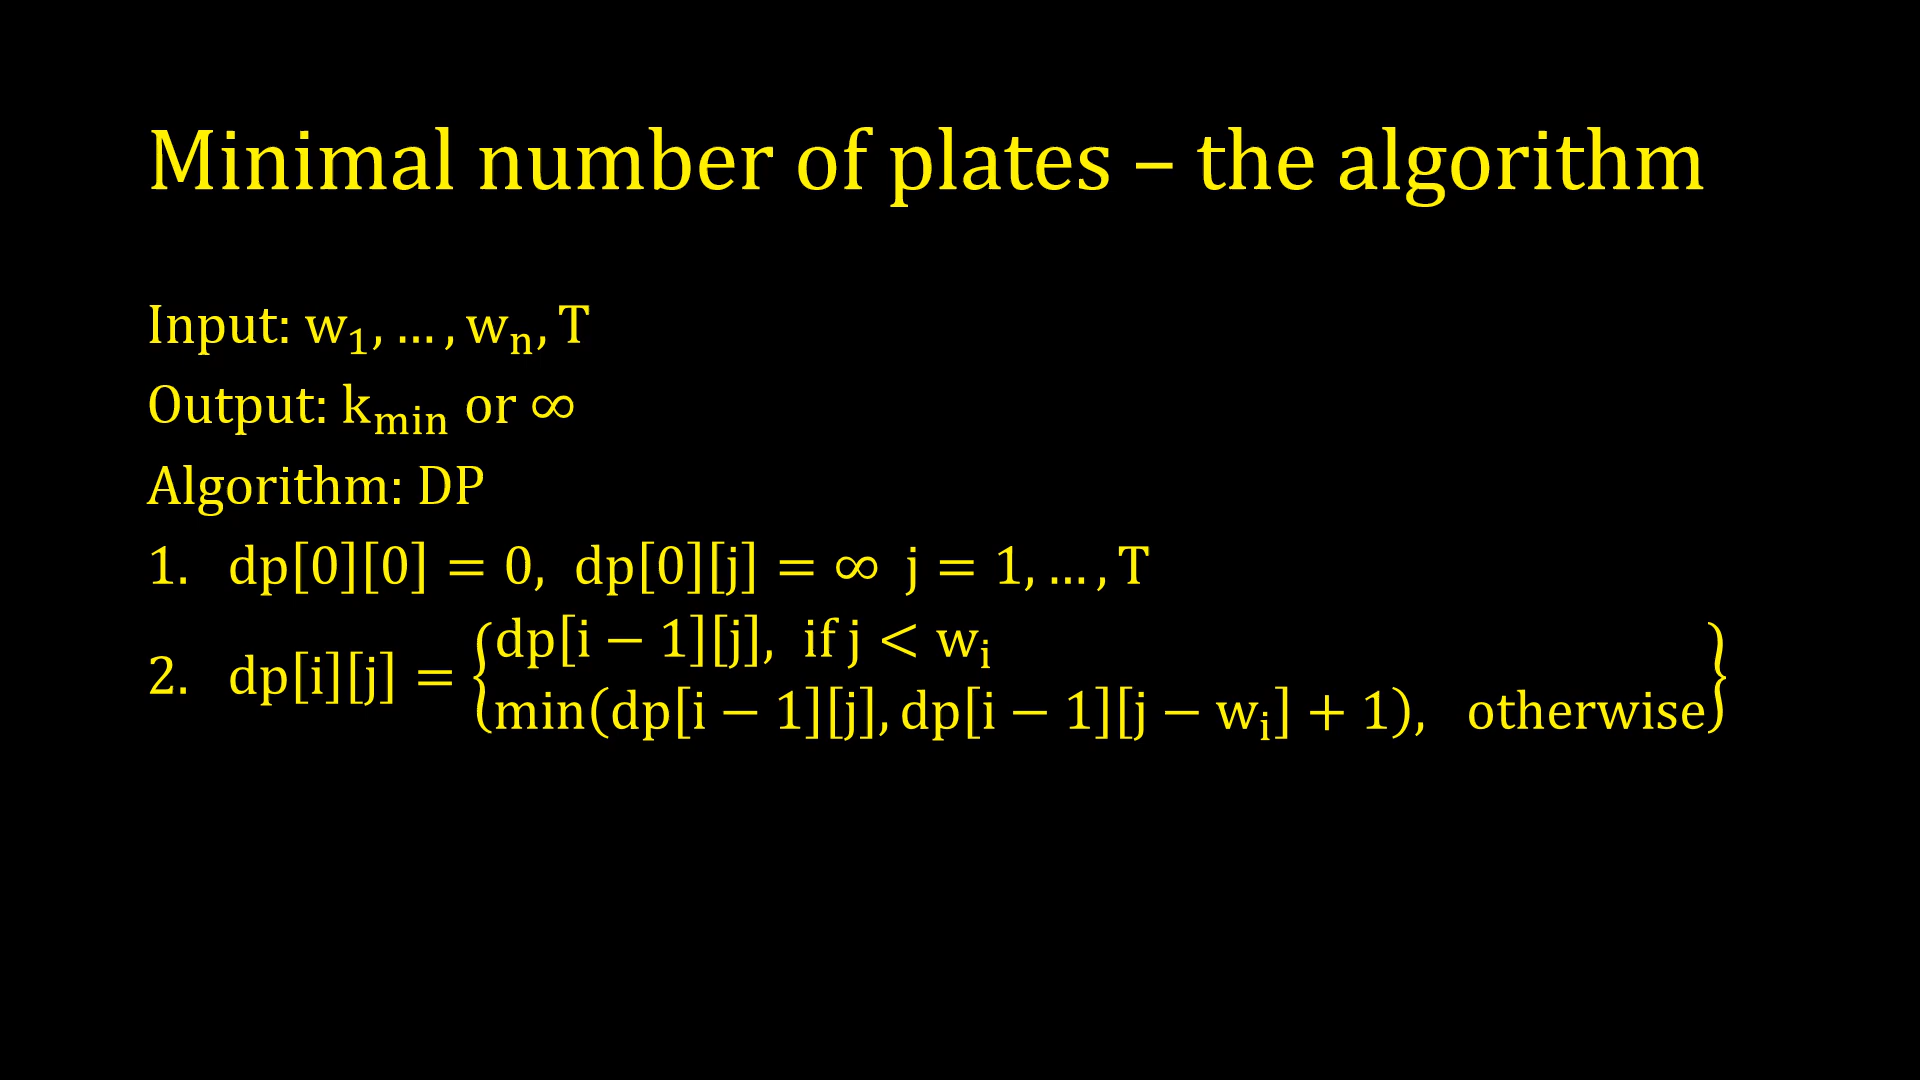 Minimal number of plates – the algorithm
Input: w₁, … , wₙ, T
Output: kₘᵢₙ or ∞
Algorithm: DP
1. dp[0][0] = 0, dp[0][j] = ∞ j = 1, … , T
2. dp[i][j] = {dp[i − 1][j], if j < wᵢ
min(dp[i − 1][j], dp[i − 1][j − wᵢ] + 1), otherwise}